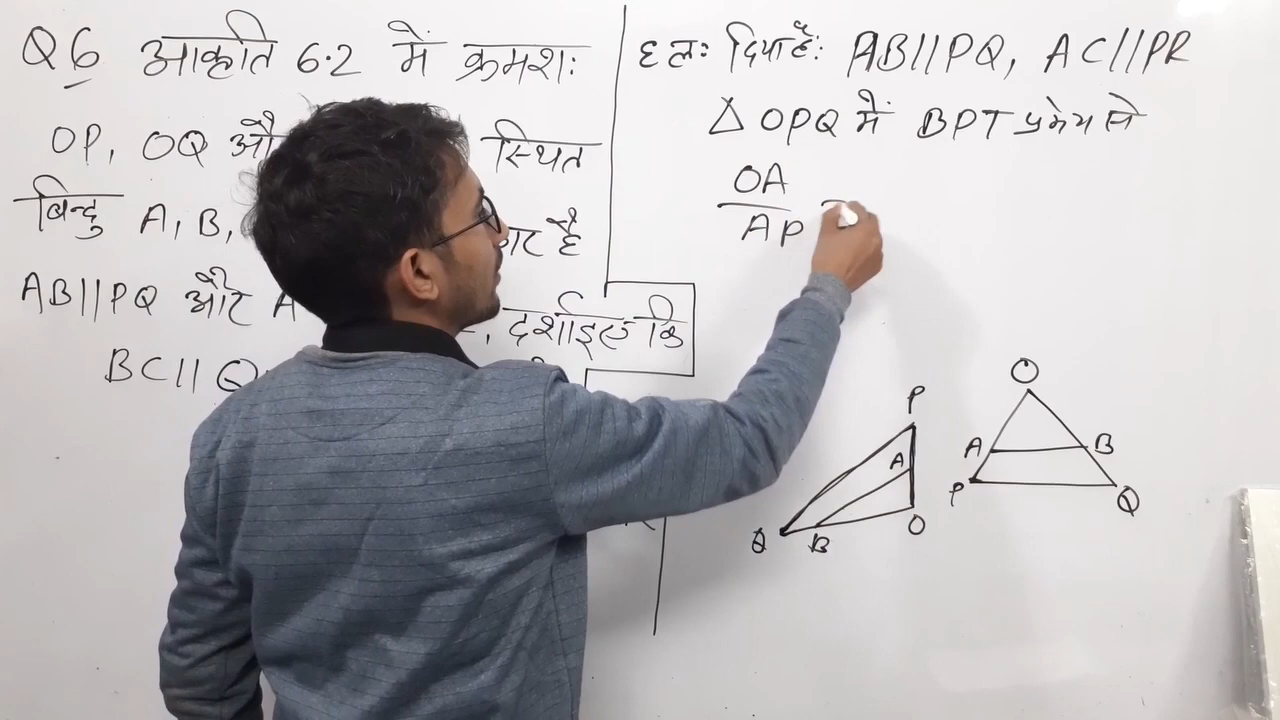 Q6 आकृति 6.2 में क्रमशः
OP, OQ और स्थित
बिन्दु A, B, है
AB||PQ और A , दर्शाइए कि
BC||Q
हलः दिया हैः AB||PQ, AC||PR
△ OPQ में BPT प्रमेय से
OA
AP
P
A
O
B
Q
O
A
B
P
Q